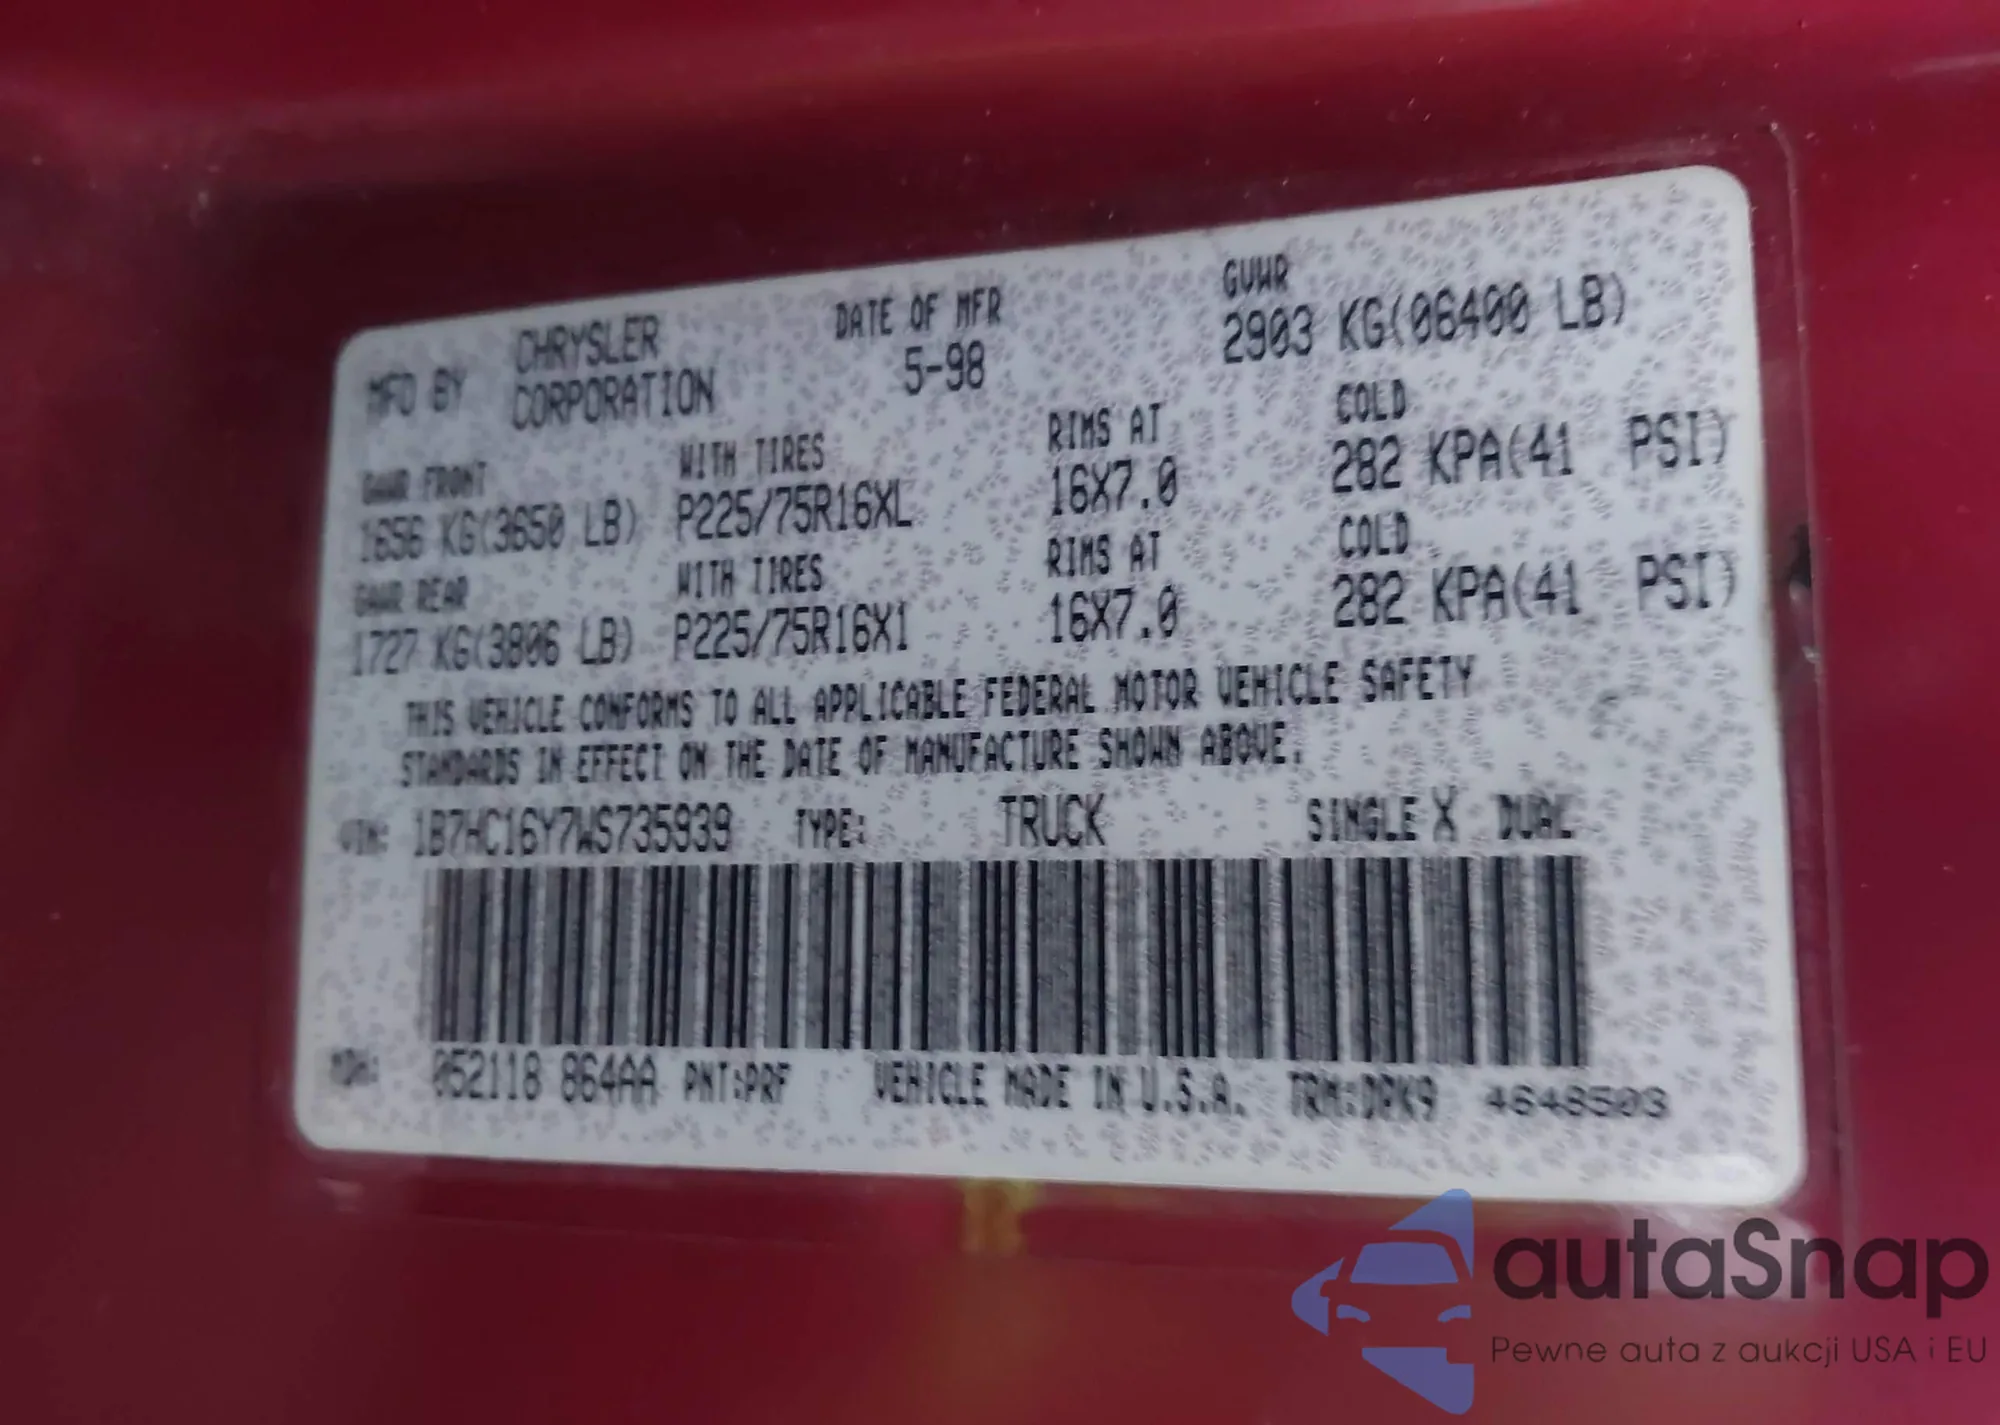 MFD BY CHRYSLER CORPORATION DATE OF MFR 5-98 GVWR 2903 KG(06400 LB)
GAWR FRONT WITH TIRES RIMS AT COLD
1656 KG(3650 LB) P225/75R16XL 16X7.0 282 KPA(41 PSI)
GAWR REAR WITH TIRES RIMS AT COLD
1727 KG(3806 LB) P225/75R16X1 16X7.0 282 KPA(41 PSI)
THIS VEHICLE CONFORMS TO ALL APPLICABLE FEDERAL MOTOR VEHICLE SAFETY
STANDARDS IN EFFECT ON THE DATE OF MANUFACTURE SHOWN ABOVE.
VIN: 1B7HC16Y7WS735939 TYPE: TRUCK SINGLE X DUAL
MDH: 052118 864AA PNT:PRF VEHICLE MADE IN U.S.A. TRM:DPK9 4648503
autaSnap
Pewne auta z aukcji USA i EU